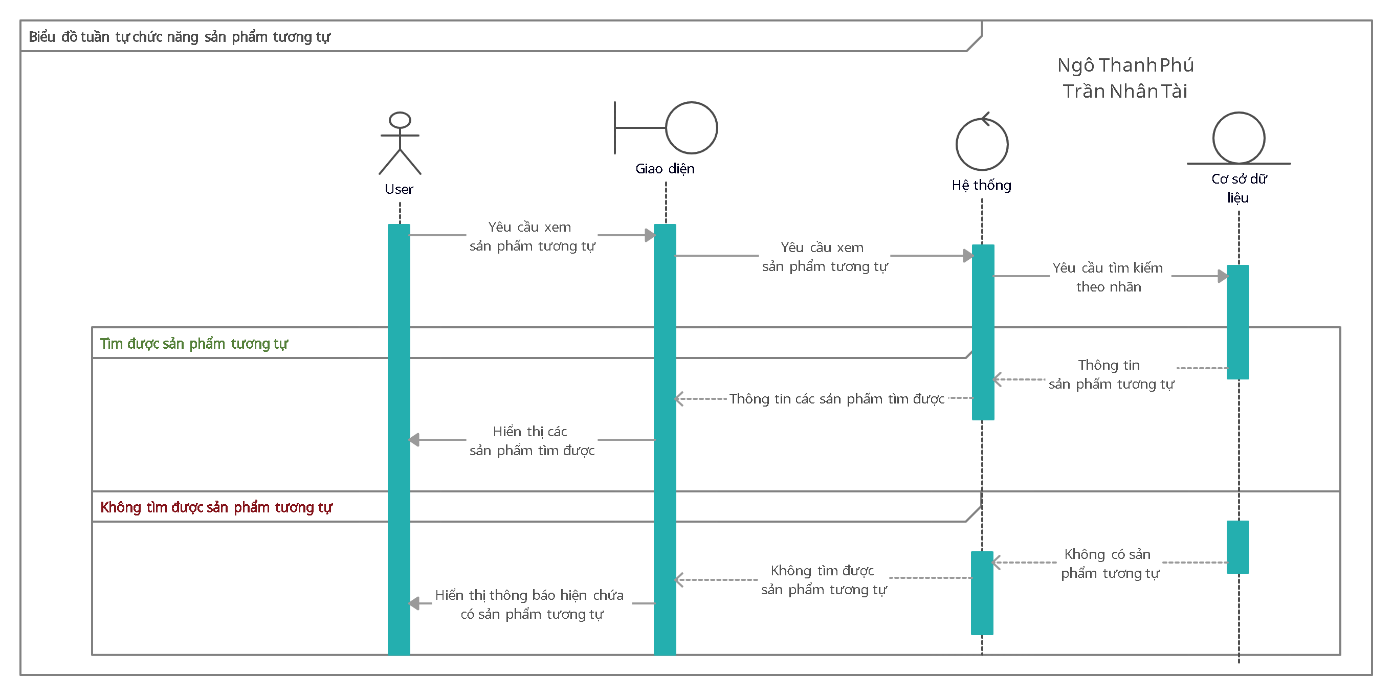 Biểu đồ tuần tự chức năng sản phẩm tương tự
Ngô Thanh Phú
Trần Nhân Tài
User
Giao diện
Hệ thống
Cơ sở dữ
liệu
Yêu cầu xem
sản phẩm tương tự
Yêu cầu xem
sản phẩm tương tự
Yêu cầu tìm kiếm
theo nhãn
Tìm được sản phẩm tương tự
Thông tin
sản phẩm tương tự
Thông tin các sản phẩm tìm được
Hiển thị các
sản phẩm tìm được
Không tìm được sản phẩm tương tự
Không có sản
phẩm tương tự
Không tìm được
sản phẩm tương tự
Hiển thị thông báo hiện chứa
có sản phẩm tương tự